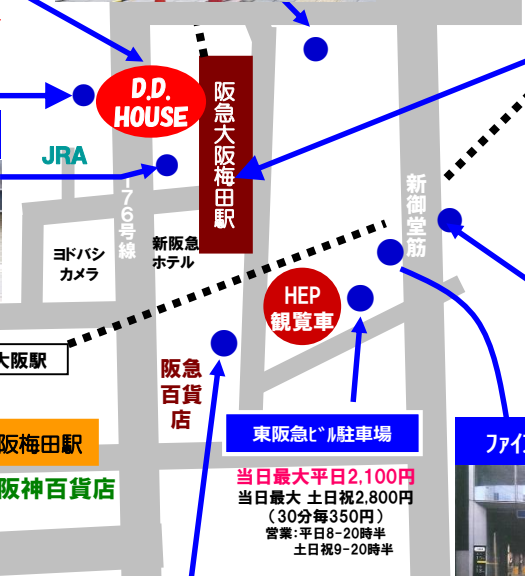 D.D.
HOUSE
阪急大阪梅田駅
JRA
176号線
新御堂筋
ヨドバシ
カメラ
新阪急
ホテル
HEP
観覧車
大阪駅
阪急
百貨
店
東阪急ビル駐車場
阪梅田駅
阪神百貨店
ファイ
当日最大平日2,100円
当日最大 土日祝2,800円
(30分毎350円)
営業:平日8-20時半
土日祝9-20時半